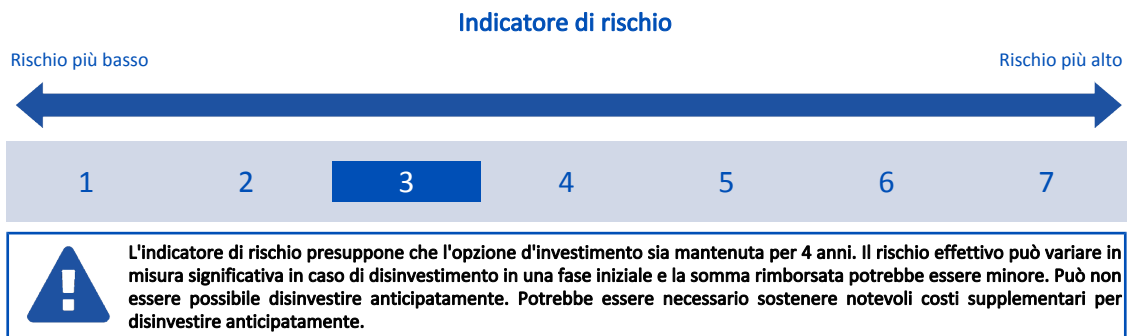 Indicatore di rischio
Rischio più basso
Rischio più alto
1 2 3 4 5 6 7
L'indicatore di rischio presuppone che l'opzione d'investimento sia mantenuta per 4 anni. Il rischio effettivo può variare in
misura significativa in caso di disinvestimento in una fase iniziale e la somma rimborsata potrebbe essere minore. Può non
essere possibile disinvestire anticipatamente. Potrebbe essere necessario sostenere notevoli costi supplementari per
disinvestire anticipatamente.